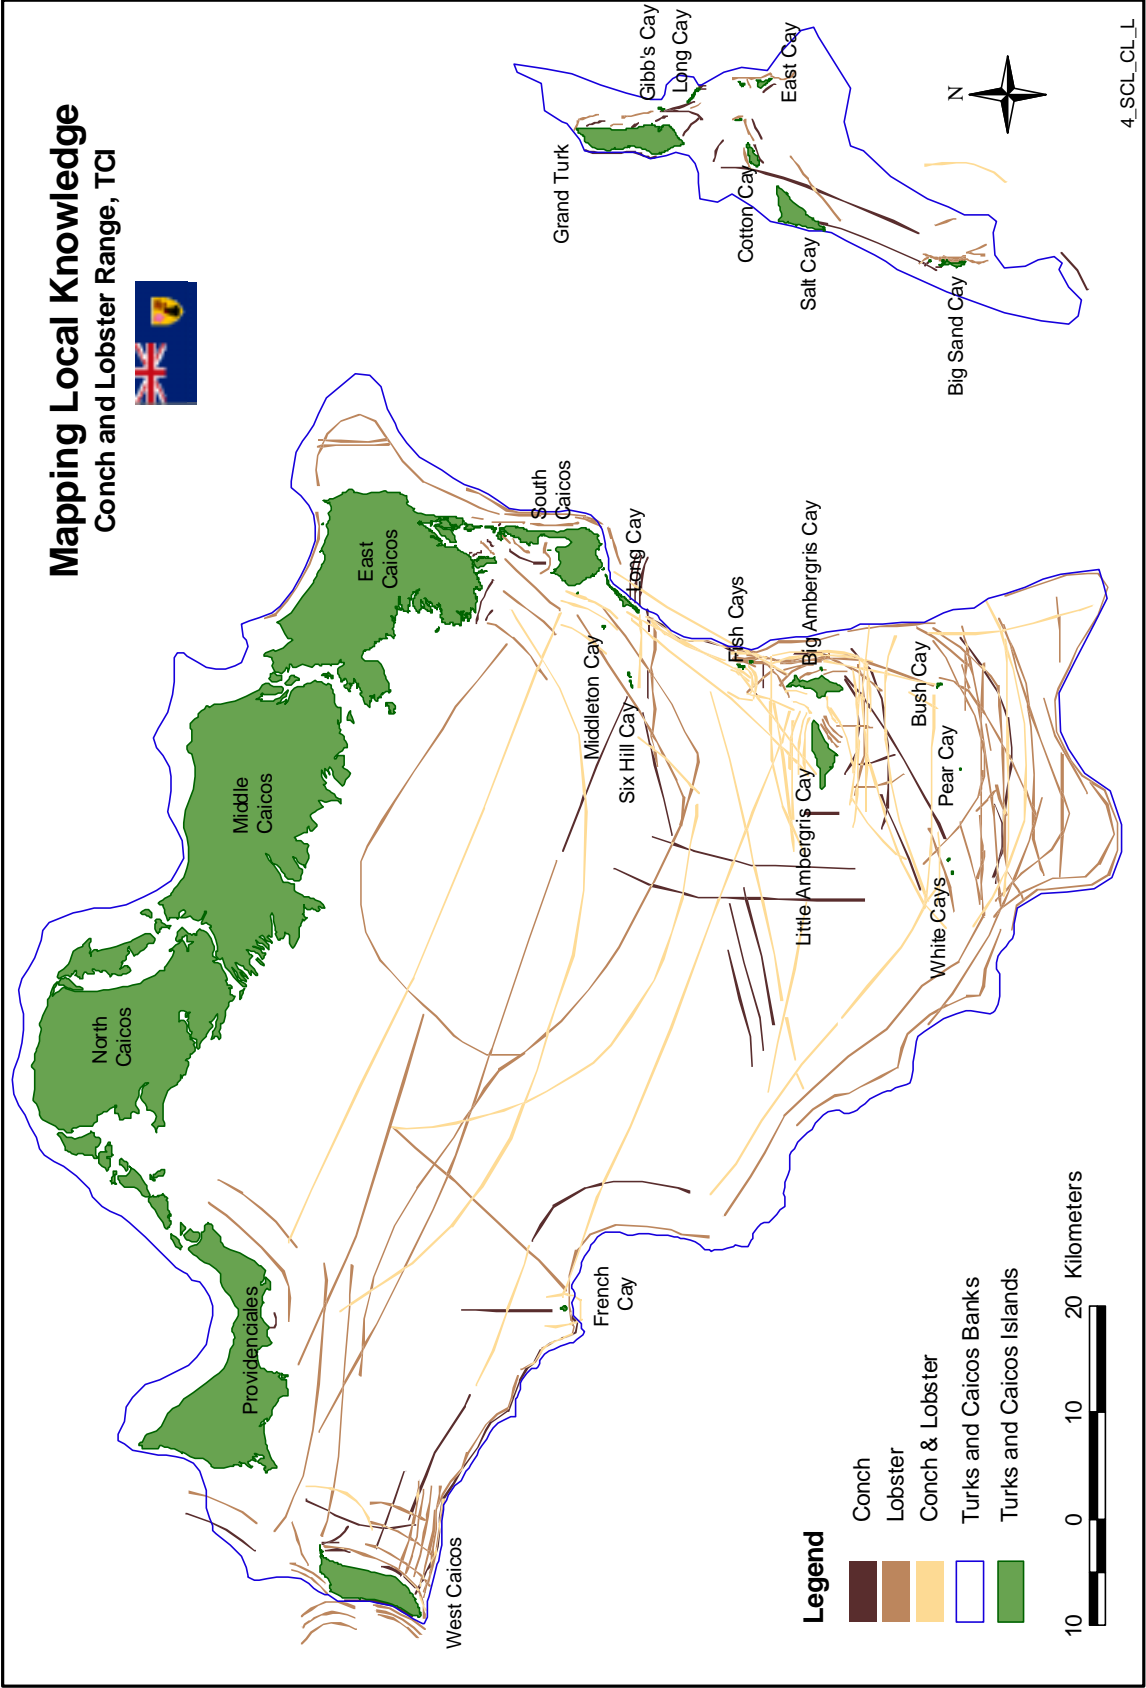 Mapping Local Knowledge
Conch and Lobster Range, TCI
North
Caicos
Middle
Caicos
East
Caicos
South
Caicos
Providenciales
West Caicos
French
Cay
Long Cay
Middleton Cay
Six Hill Cay
Fish Cays
Big Ambergris Cay
Little Ambergris Cay
Bush Cay
Pear Cay
White Cays
Grand Turk
Gibb's Cay
Long Cay
East Cay
Cotton Cay
Salt Cay
Big Sand Cay
N
Legend
Conch
Lobster
Conch & Lobster
Turks and Caicos Banks
Turks and Caicos Islands
10 0 10 20 Kilometers
4_SCL_CL_L